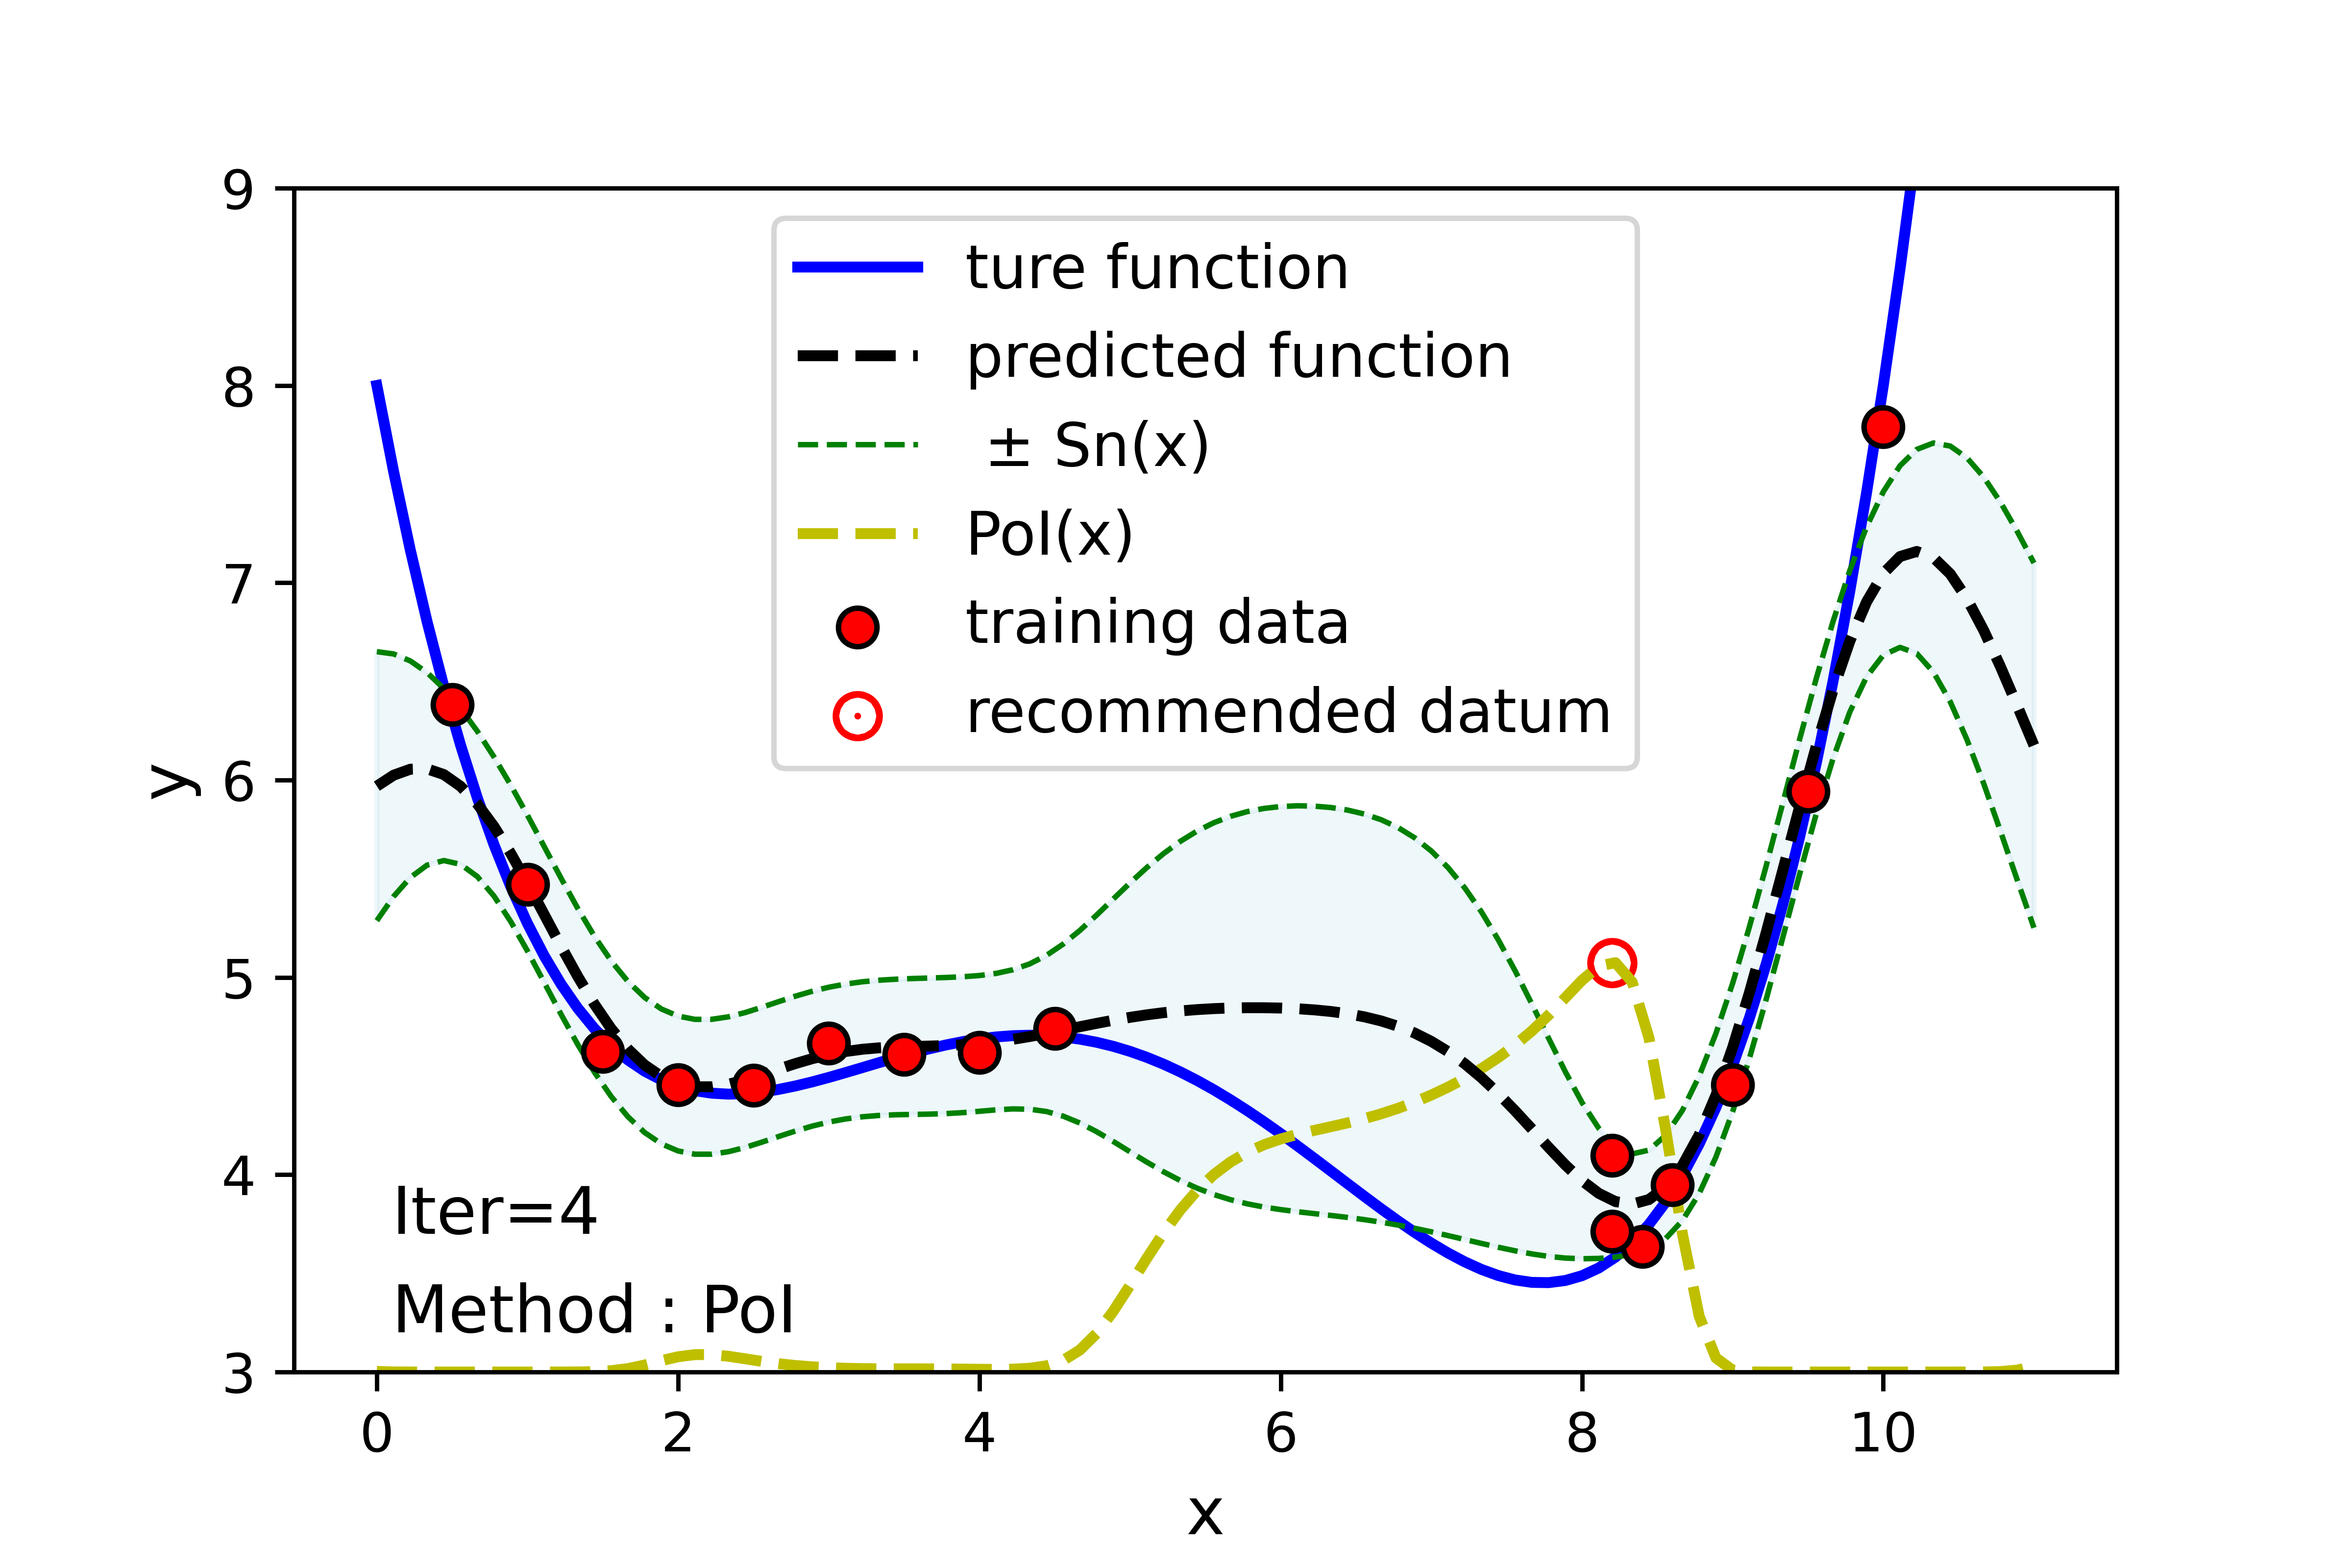 9
8
7
6
5
4
3
y
ture function
predicted function
± Sn(x)
PoI(x)
training data
recommended datum
Iter=4
Method : PoI
0 2 4 6 8 10
x